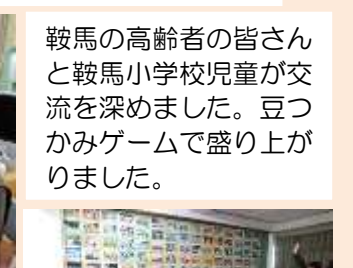 鞍馬の高齢者の皆さん
と鞍馬小学校児童が交
流を深めました。豆つ
かみゲームで盛り上が
りました。